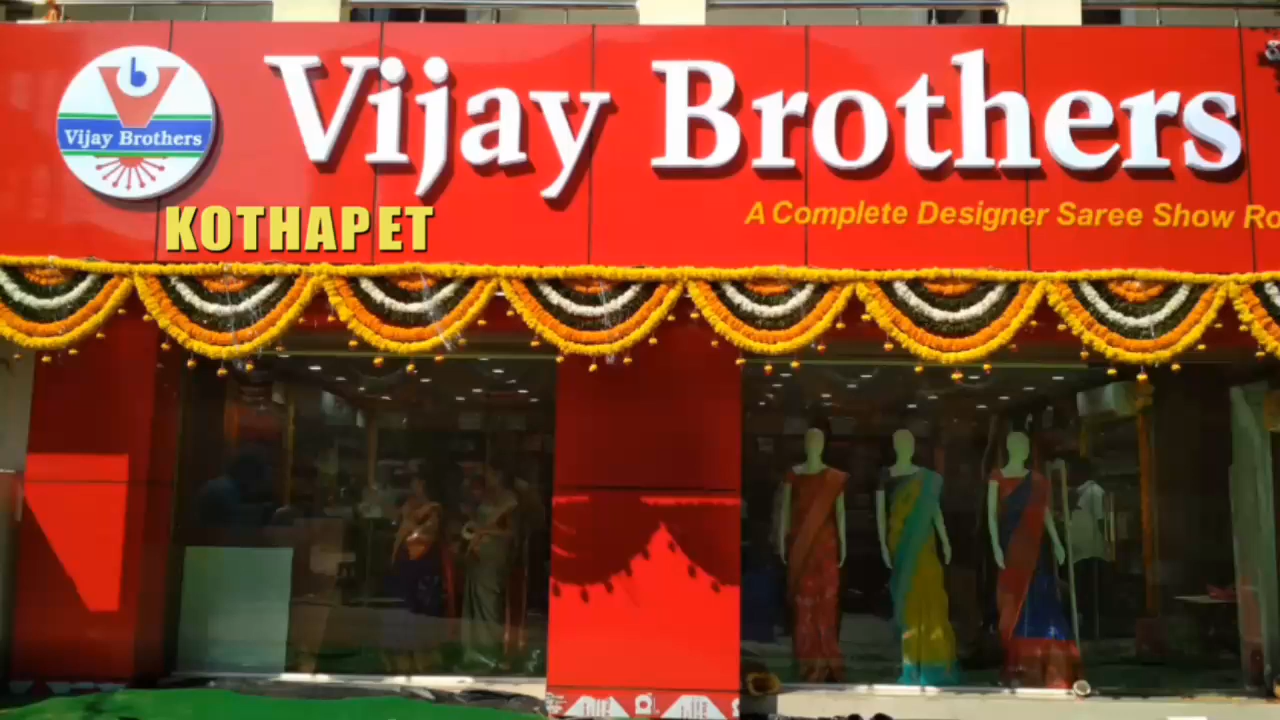 Vijay Brothers
b
Vijay Brothers
KOTHAPET
A Complete Designer Saree Show